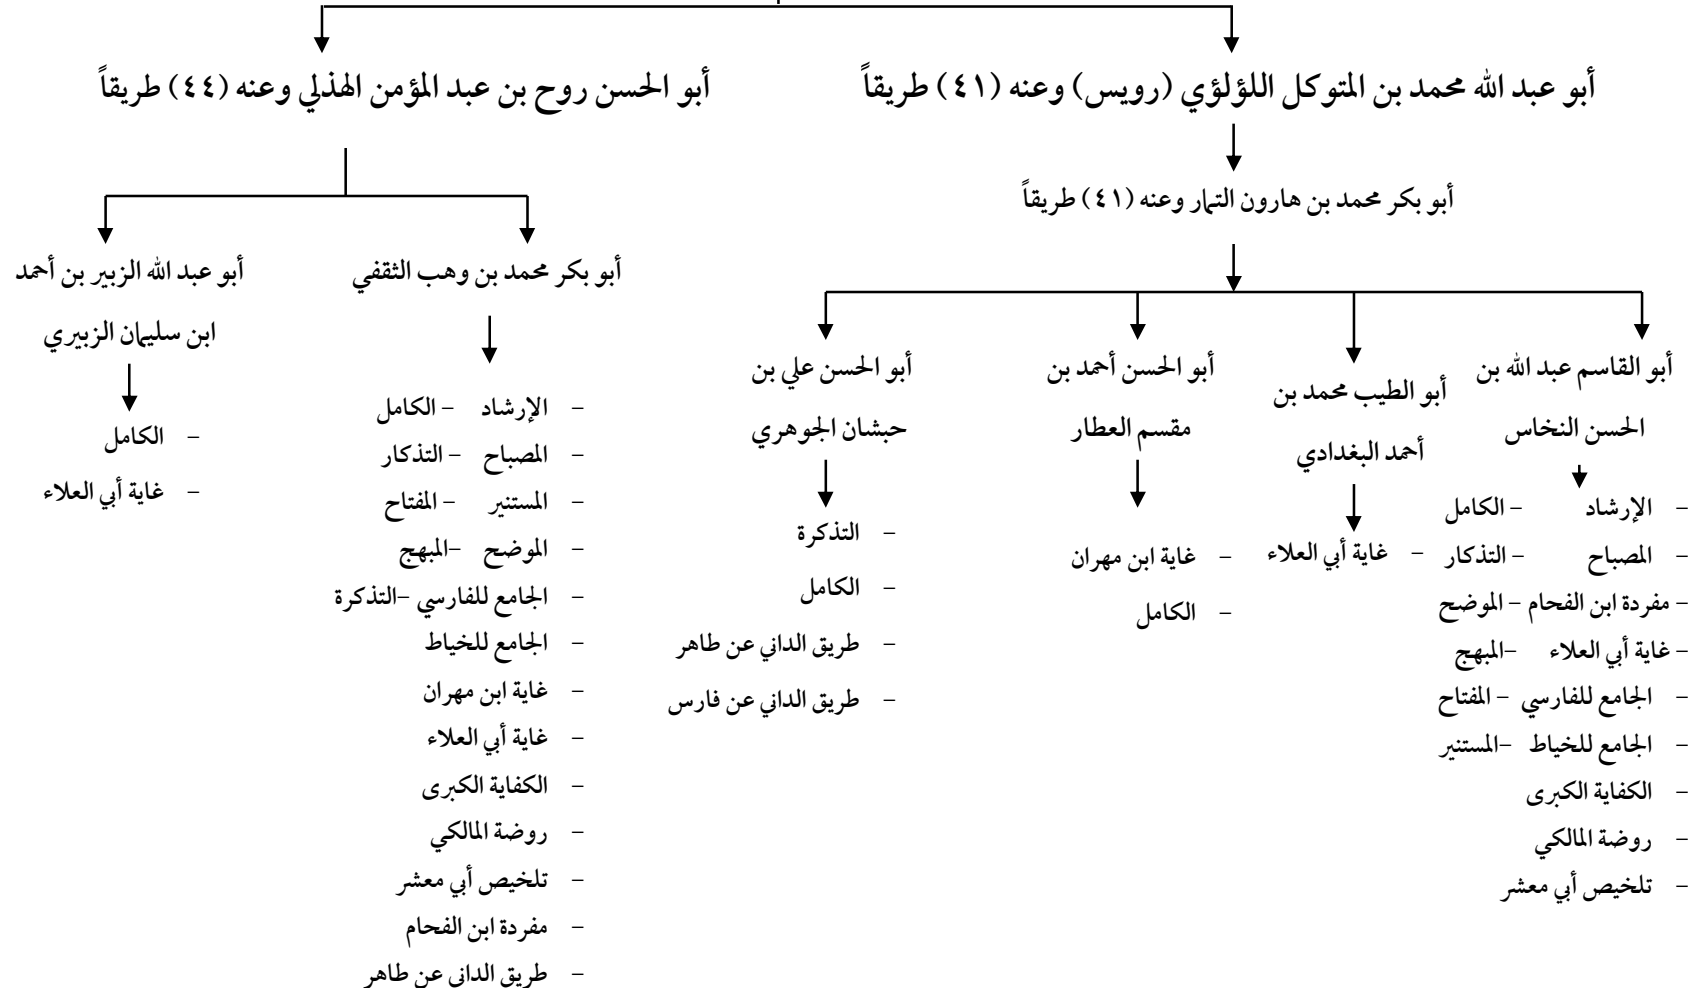 أبو عبد الله محمد بن المتوكل اللؤلؤي (رويس) وعنه (٤١) طريقاً
أبو بكر محمد بن هارون التمار وعنه (٤١) طريقاً
أبو القاسم عبد الله بن
الحسن النخاس
– الإرشاد – الكامل
– المصباح – التذكار
– مفردة ابن الفحام – الموضح
– غاية أبي العلاء –المبهج
– الجامع للفارسي – المفتاح
– الجامع للخياط –المستنير
– الكفاية الكبرى
– روضة المالكي
– تلخيص أبي معشر
أبو الطيب محمد بن
أحمد البغدادي
– غاية أبي العلاء
أبو الحسن أحمد بن
مقسم العطار
– غاية ابن مهران
– الكامل
أبو الحسن علي بن
حبشان الجوهري
– التذكرة
– الكامل
– طريق الداني عن طاهر
– طريق الداني عن فارس
أبو الحسن روح بن عبد المؤمن الهذلي وعنه (٤٤) طريقاً
أبو بكر محمد بن وهب الثقفي
– الإرشاد – الكامل
– المصباح – التذكار
– المستنير – المفتاح
– الموضح –المبهج
– الجامع للفارسي –التذكرة
– الجامع للخياط
– غاية ابن مهران
– غاية أبي العلاء
– الكفاية الكبرى
– روضة المالكي
– تلخيص أبي معشر
– مفردة ابن الفحام
– طريق الداني عن طاهر
أبو عبد الله الزبير بن أحمد
ابن سليمان الزبيري
– الكامل
– غاية أبي العلاء